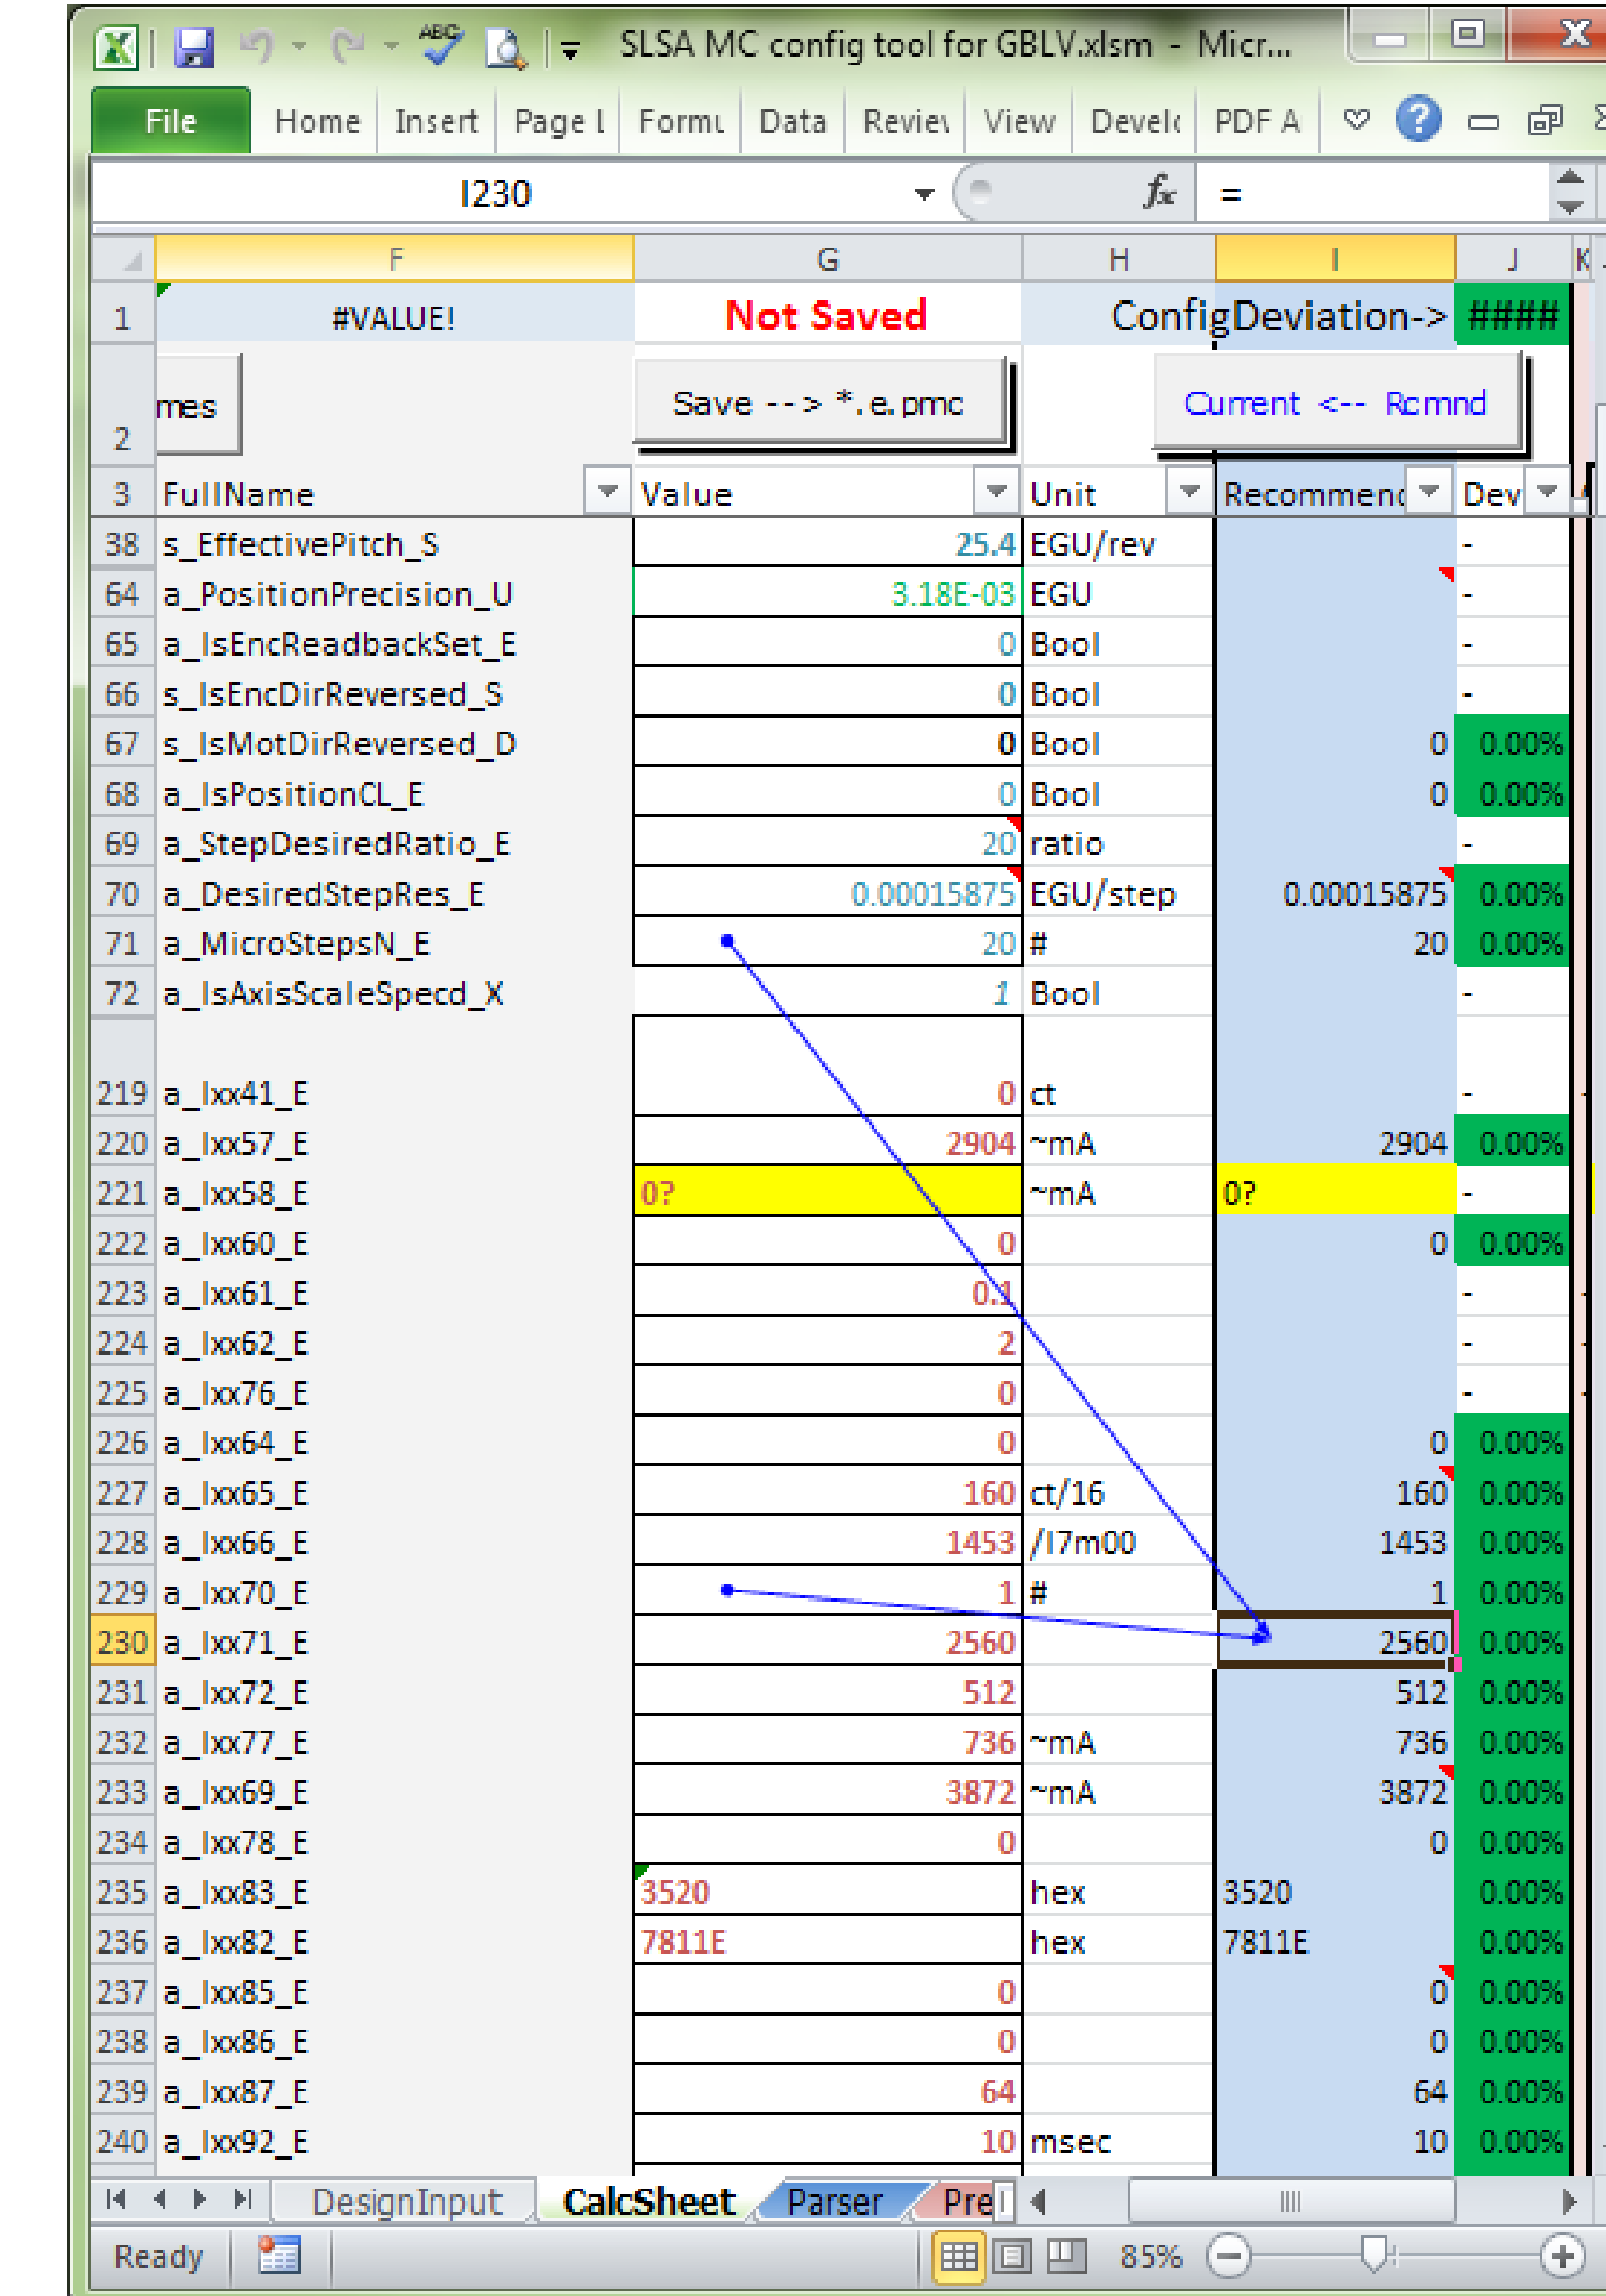 SLSA MC config tool for GBLV.xlsm - Micr...
File Home Insert Page L Formu Data Review View Develo PDF A
I230 fx =
F G H I J K
1 #VALUE! Not Saved ConfigDeviation-> ####
2 mes Save --> *.e.pmc Current <-- Rcmnd
3 FullName Value Unit Recommend Dev
38 s_EffectivePitch_S 25.4 EGU/rev -
64 a_PositionPrecision_U 3.18E-03 EGU -
65 a_IsEncReadbackSet_E 0 Bool -
66 s_IsEncDirReversed_S 0 Bool -
67 s_IsMotDirReversed_D 0 Bool 0 0.00%
68 a_IsPositionCL_E 0 Bool 0 0.00%
69 a_StepDesiredRatio_E 20 ratio -
70 a_DesiredStepRes_E 0.00015875 EGU/step 0.00015875 0.00%
71 a_MicroStepsN_E 20 # 20 0.00%
72 a_IsAxisScaleSpecd_X 1 Bool -
219 a_Ixx41_E 0 ct -
220 a_Ixx57_E 2904 ~mA 2904 0.00%
221 a_Ixx58_E 0? ~mA 0? -
222 a_Ixx60_E 0 0 0.00%
223 a_Ixx61_E 0.1 -
224 a_Ixx62_E 2 -
225 a_Ixx76_E 0 -
226 a_Ixx64_E 0 0 0.00%
227 a_Ixx65_E 160 ct/16 160 0.00%
228 a_Ixx66_E 1453 /I7m00 1453 0.00%
229 a_Ixx70_E 1 # 1 0.00%
230 a_Ixx71_E 2560 2560 0.00%
231 a_Ixx72_E 512 512 0.00%
232 a_Ixx77_E 736 ~mA 736 0.00%
233 a_Ixx69_E 3872 ~mA 3872 0.00%
234 a_Ixx78_E 0 0 0.00%
235 a_Ixx83_E 3520 hex 3520 0.00%
236 a_Ixx82_E 7811E hex 7811E 0.00%
237 a_Ixx85_E 0 0 0.00%
238 a_Ixx86_E 0 0 0.00%
239 a_Ixx87_E 64 64 0.00%
240 a_Ixx92_E 10 msec 10 0.00%
DesignInput CalcSheet Parser Pre
Ready 85%